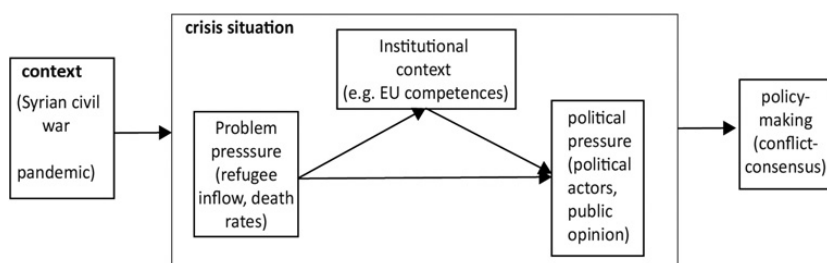 crisis situation
context
(Syrian civil
war
pandemic)
Institutional
context
(e.g. EU competences)
Problem
presssure
(refugee
inflow, death
rates)
political
pressure
(political
actors,
public
opinion)
policy-
making
(conflict-
consensus)